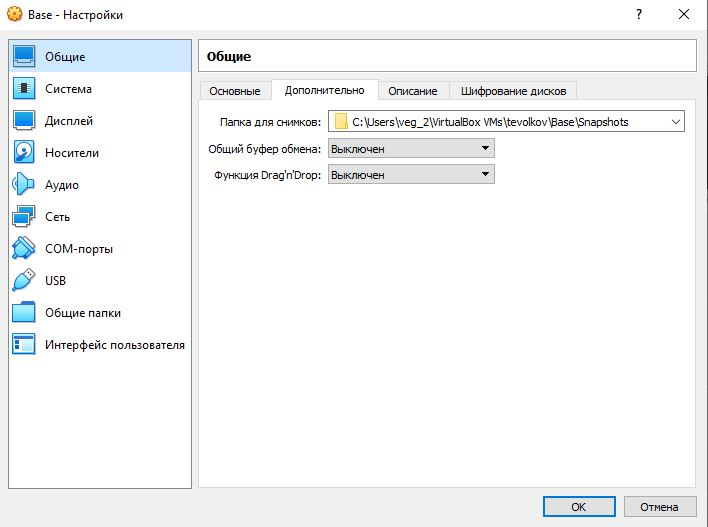 Base - Настройки
?
Общие
Система
Дисплей
Носители
Аудио
Сеть
COM-порты
USB
Общие папки
Интерфейс пользователя
Общие
Основные Дополнительно Описание Шифрование дисков
Папка для снимков: C:\Users\veg_2\VirtualBox VMs\tevolkov\Base\Snapshots
Общий буфер обмена: Выключен
Функция Drag'n'Drop: Выключен
OK Отмена